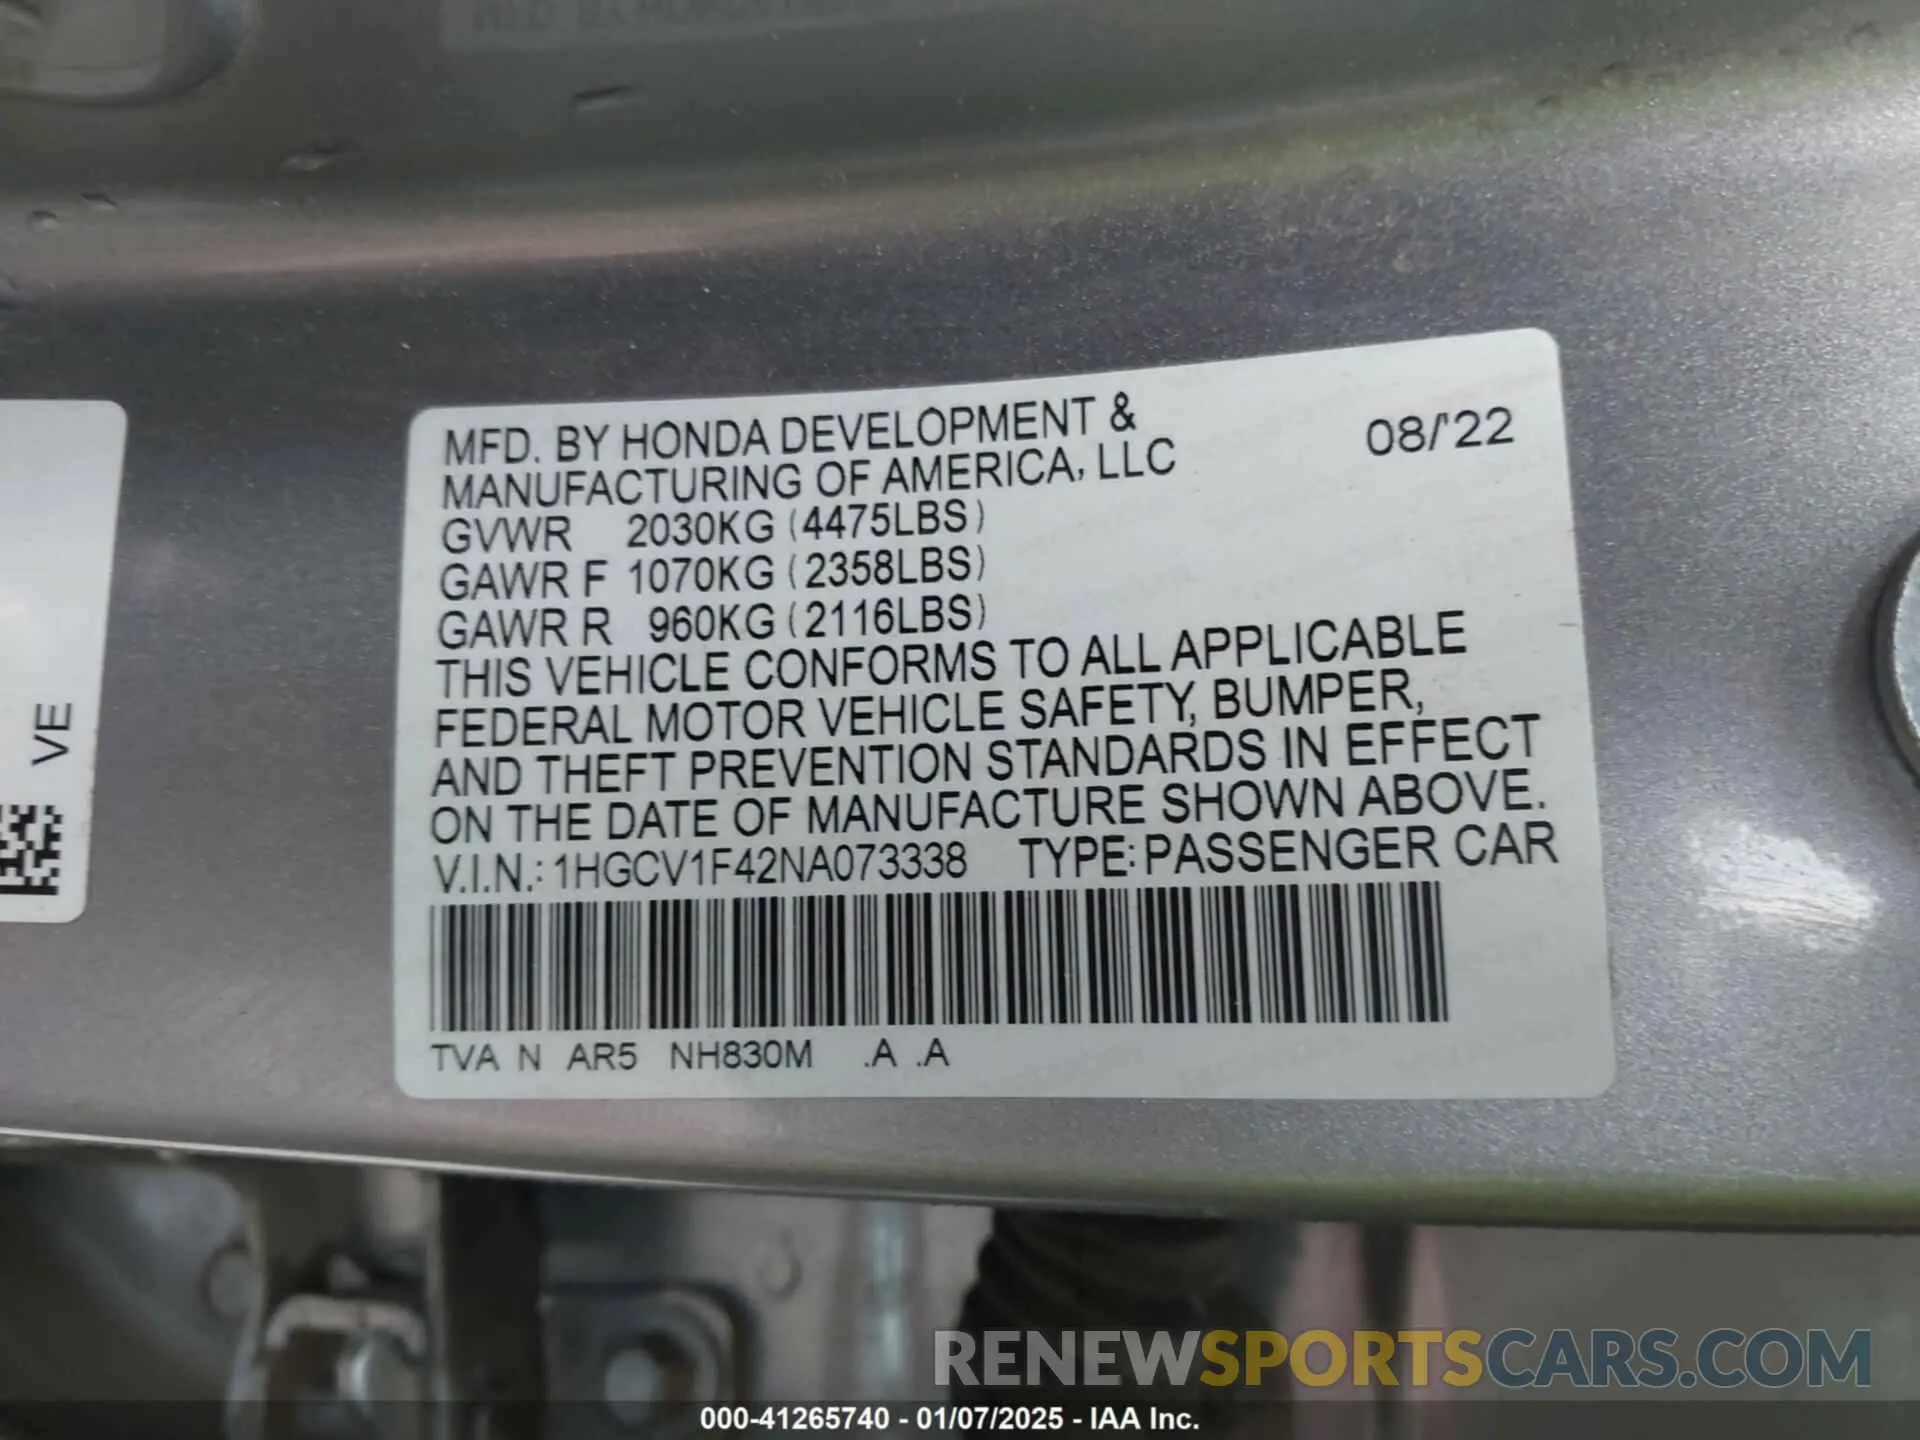 MFD. BY HONDA DEVELOPMENT &
MANUFACTURING OF AMERICA, LLC
08/'22
GVWR 2030KG (4475LBS)
GAWR F 1070KG (2358LBS)
GAWR R 960KG (2116LBS)
THIS VEHICLE CONFORMS TO ALL APPLICABLE
FEDERAL MOTOR VEHICLE SAFETY, BUMPER,
AND THEFT PREVENTION STANDARDS IN EFFECT
ON THE DATE OF MANUFACTURE SHOWN ABOVE.
V.I.N.: 1HGCV1F42NA073338 TYPE: PASSENGER CAR
TVA N AR5 NH830M .A .A
VE
RENEWSPORTSCARS.COM
000-41265740 - 01/07/2025 - IAA Inc.